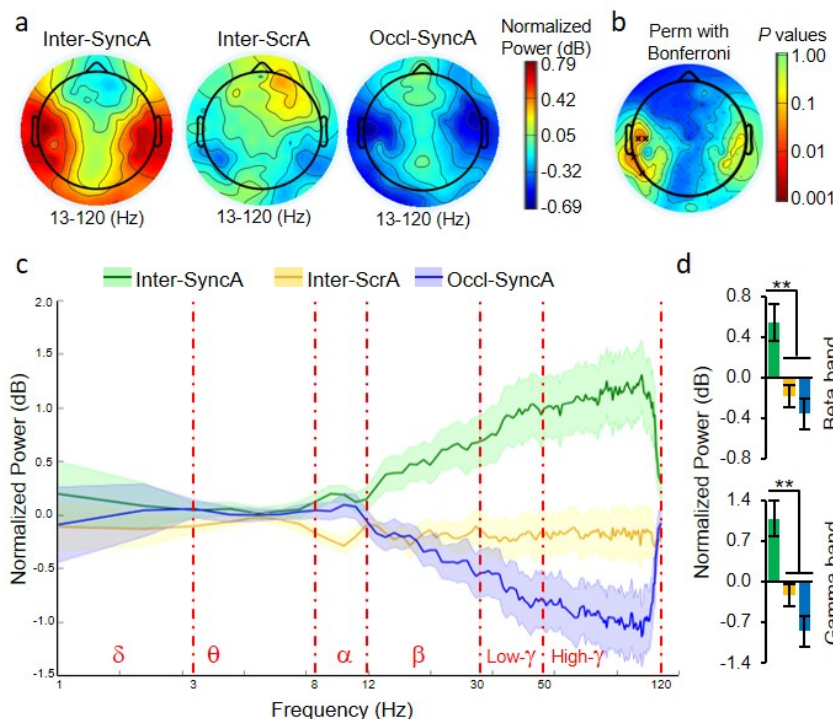 a
Inter-SyncA
Inter-ScrA
Occl-SyncA
Normalized
Power (dB)
0.79
0.42
0.05
-0.32
-0.69
13-120 (Hz)
13-120 (Hz)
13-120 (Hz)
b
Perm with
Bonferroni
P values
1.00
0.1
0.01
0.001
c
Inter-SyncA
Inter-ScrA
Occl-SyncA
Normalized Power (dB)
2.0
1.5
1.0
0.5
0.0
-0.5
-1.0
-1.5
δ
θ
α
β
Low-γ
High-γ
1
3
8
12
30
50
120
Frequency (Hz)
d
**
0.8
0.4
0.0
-0.4
-0.8
Beta band
Normalized Power (dB)
**
1.4
0.7
0.0
-0.7
-1.4
Gamma band